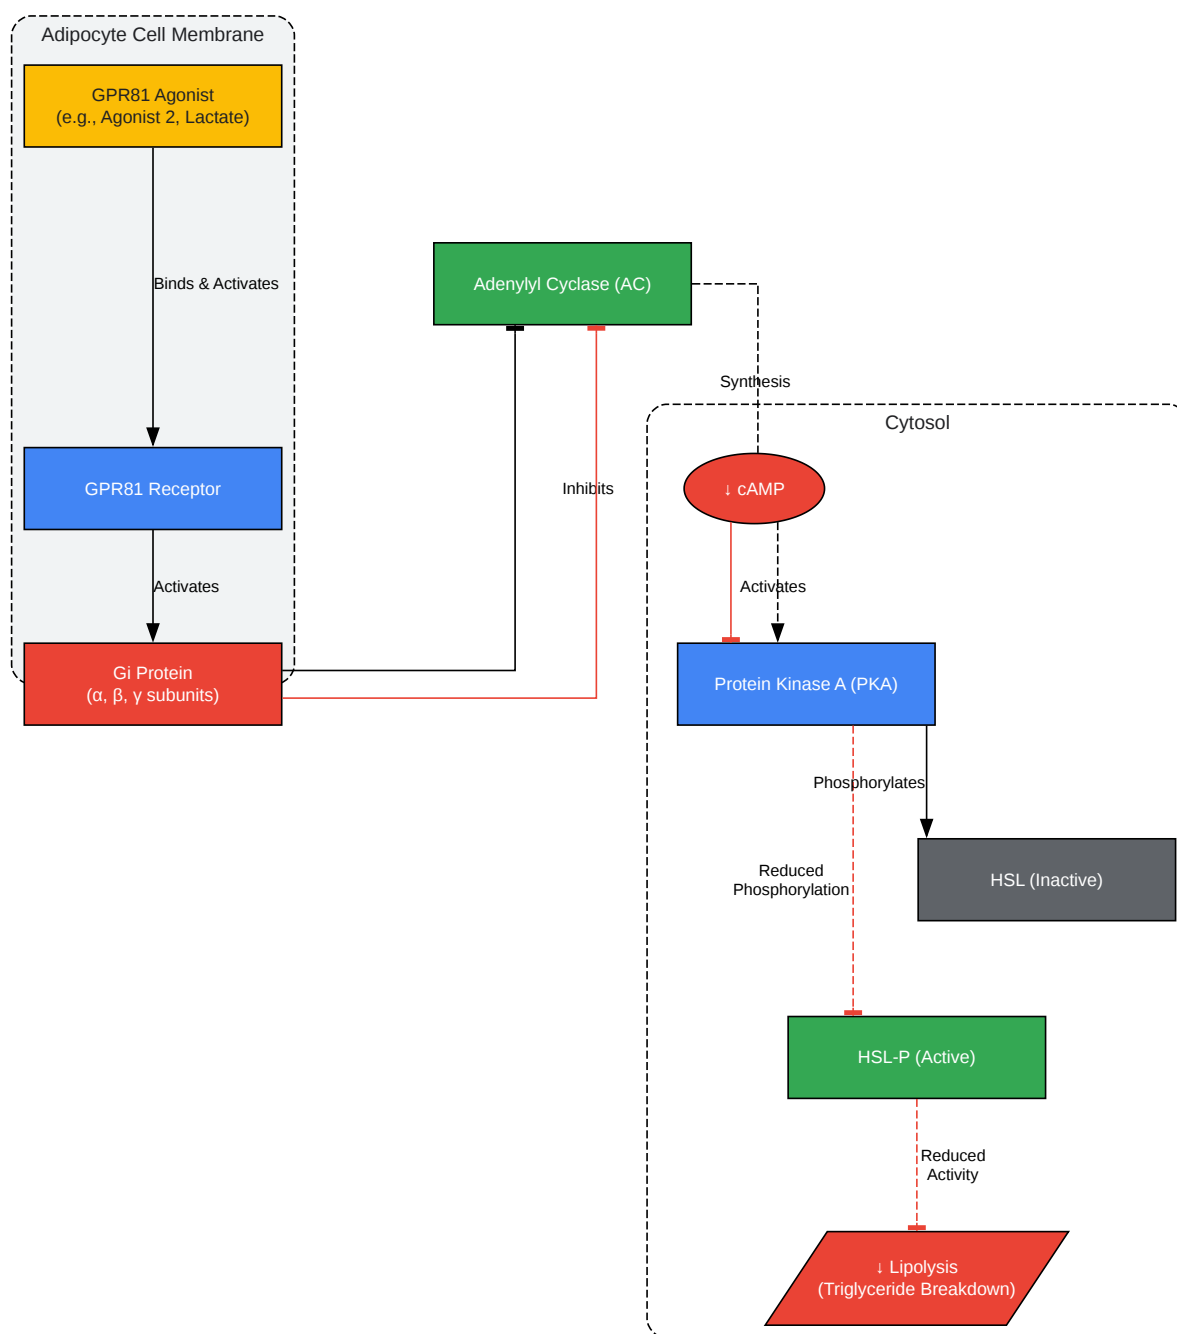 Adipocyte Cell Membrane
GPR81 Agonist
(e.g., Agonist 2, Lactate)
Binds & Activates
Adenylyl Cyclase (AC)
Synthesis
Cytosol
GPR81 Receptor
Inhibits
↓ cAMP
Activates
Activates
Gi Protein
(α, β, γ subunits)
Protein Kinase A (PKA)
Phosphorylates
Reduced
Phosphorylation
HSL (Inactive)
HSL-P (Active)
Reduced
Activity
↓ Lipolysis
(Triglyceride Breakdown)